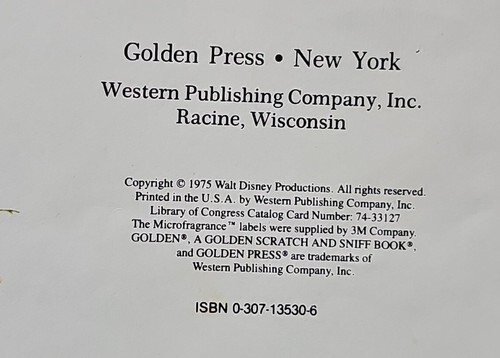 Golden Press • New York
Western Publishing Company, Inc.
Racine, Wisconsin
Copyright © 1975 Walt Disney Productions. All rights reserved.
Printed in the U.S.A. by Western Publishing Company, Inc.
Library of Congress Catalog Card Number: 74-33127
The Microfragrance™ labels were supplied by 3M Company.
GOLDEN®, A GOLDEN SCRATCH AND SNIFF BOOK®,
and GOLDEN PRESS® are trademarks of
Western Publishing Company, Inc.
ISBN 0-307-13530-6